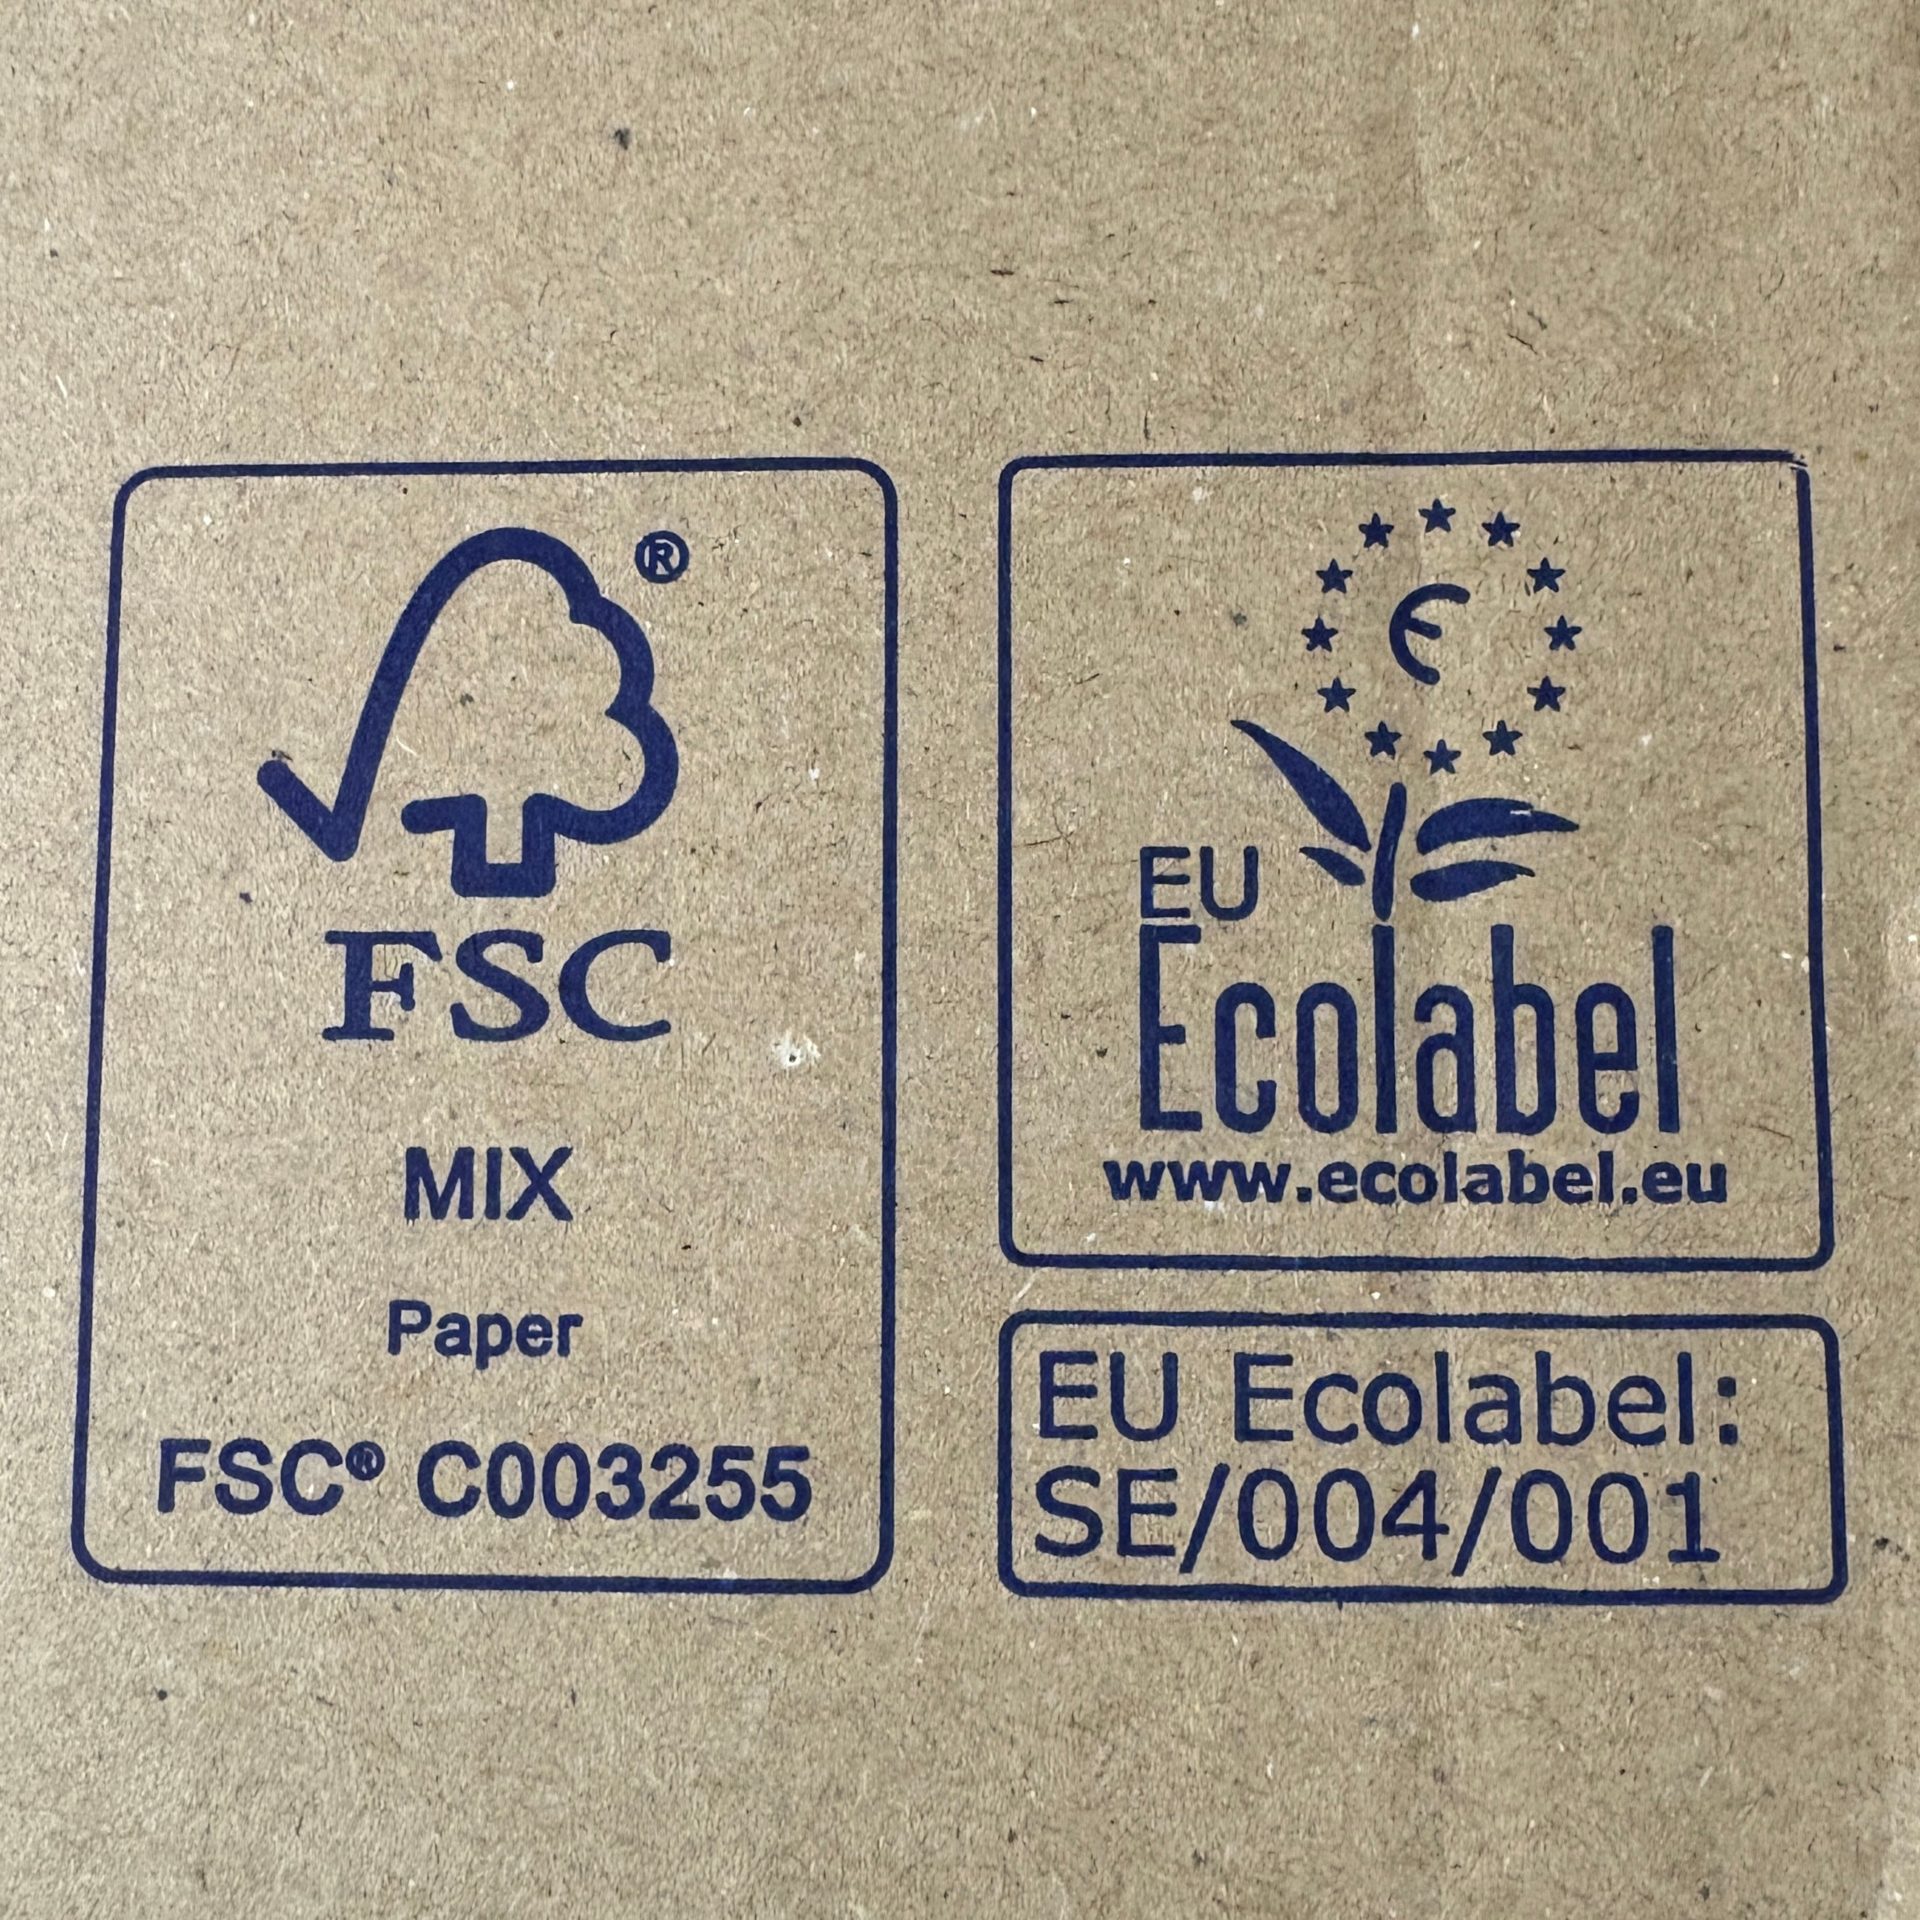 ®
FSC
MIX
Paper
FSC® C003255
EU
Ecolabel
www.ecolabel.eu
EU Ecolabel:
SE/004/001